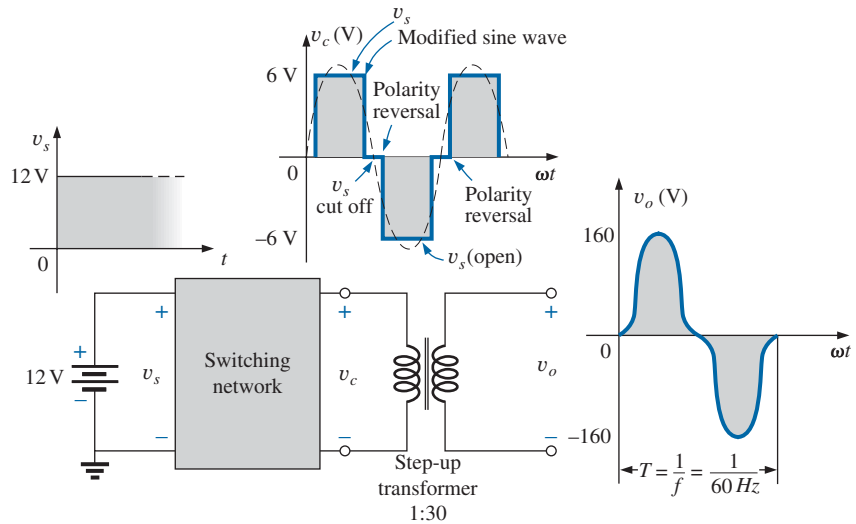 v_c (V)
v_s
Modified sine wave
6 V
Polarity
reversal
0
ωt
v_s
cut off
Polarity
reversal
–6 V
v_s (open)
v_s
12 V
0
t
12 V
+
–
+
v_s
–
Switching
network
+
v_c
–
Step-up
transformer
1:30
+
v_o
–
v_o (V)
160
0
ωt
–160
T = 1/f = 1/60 Hz